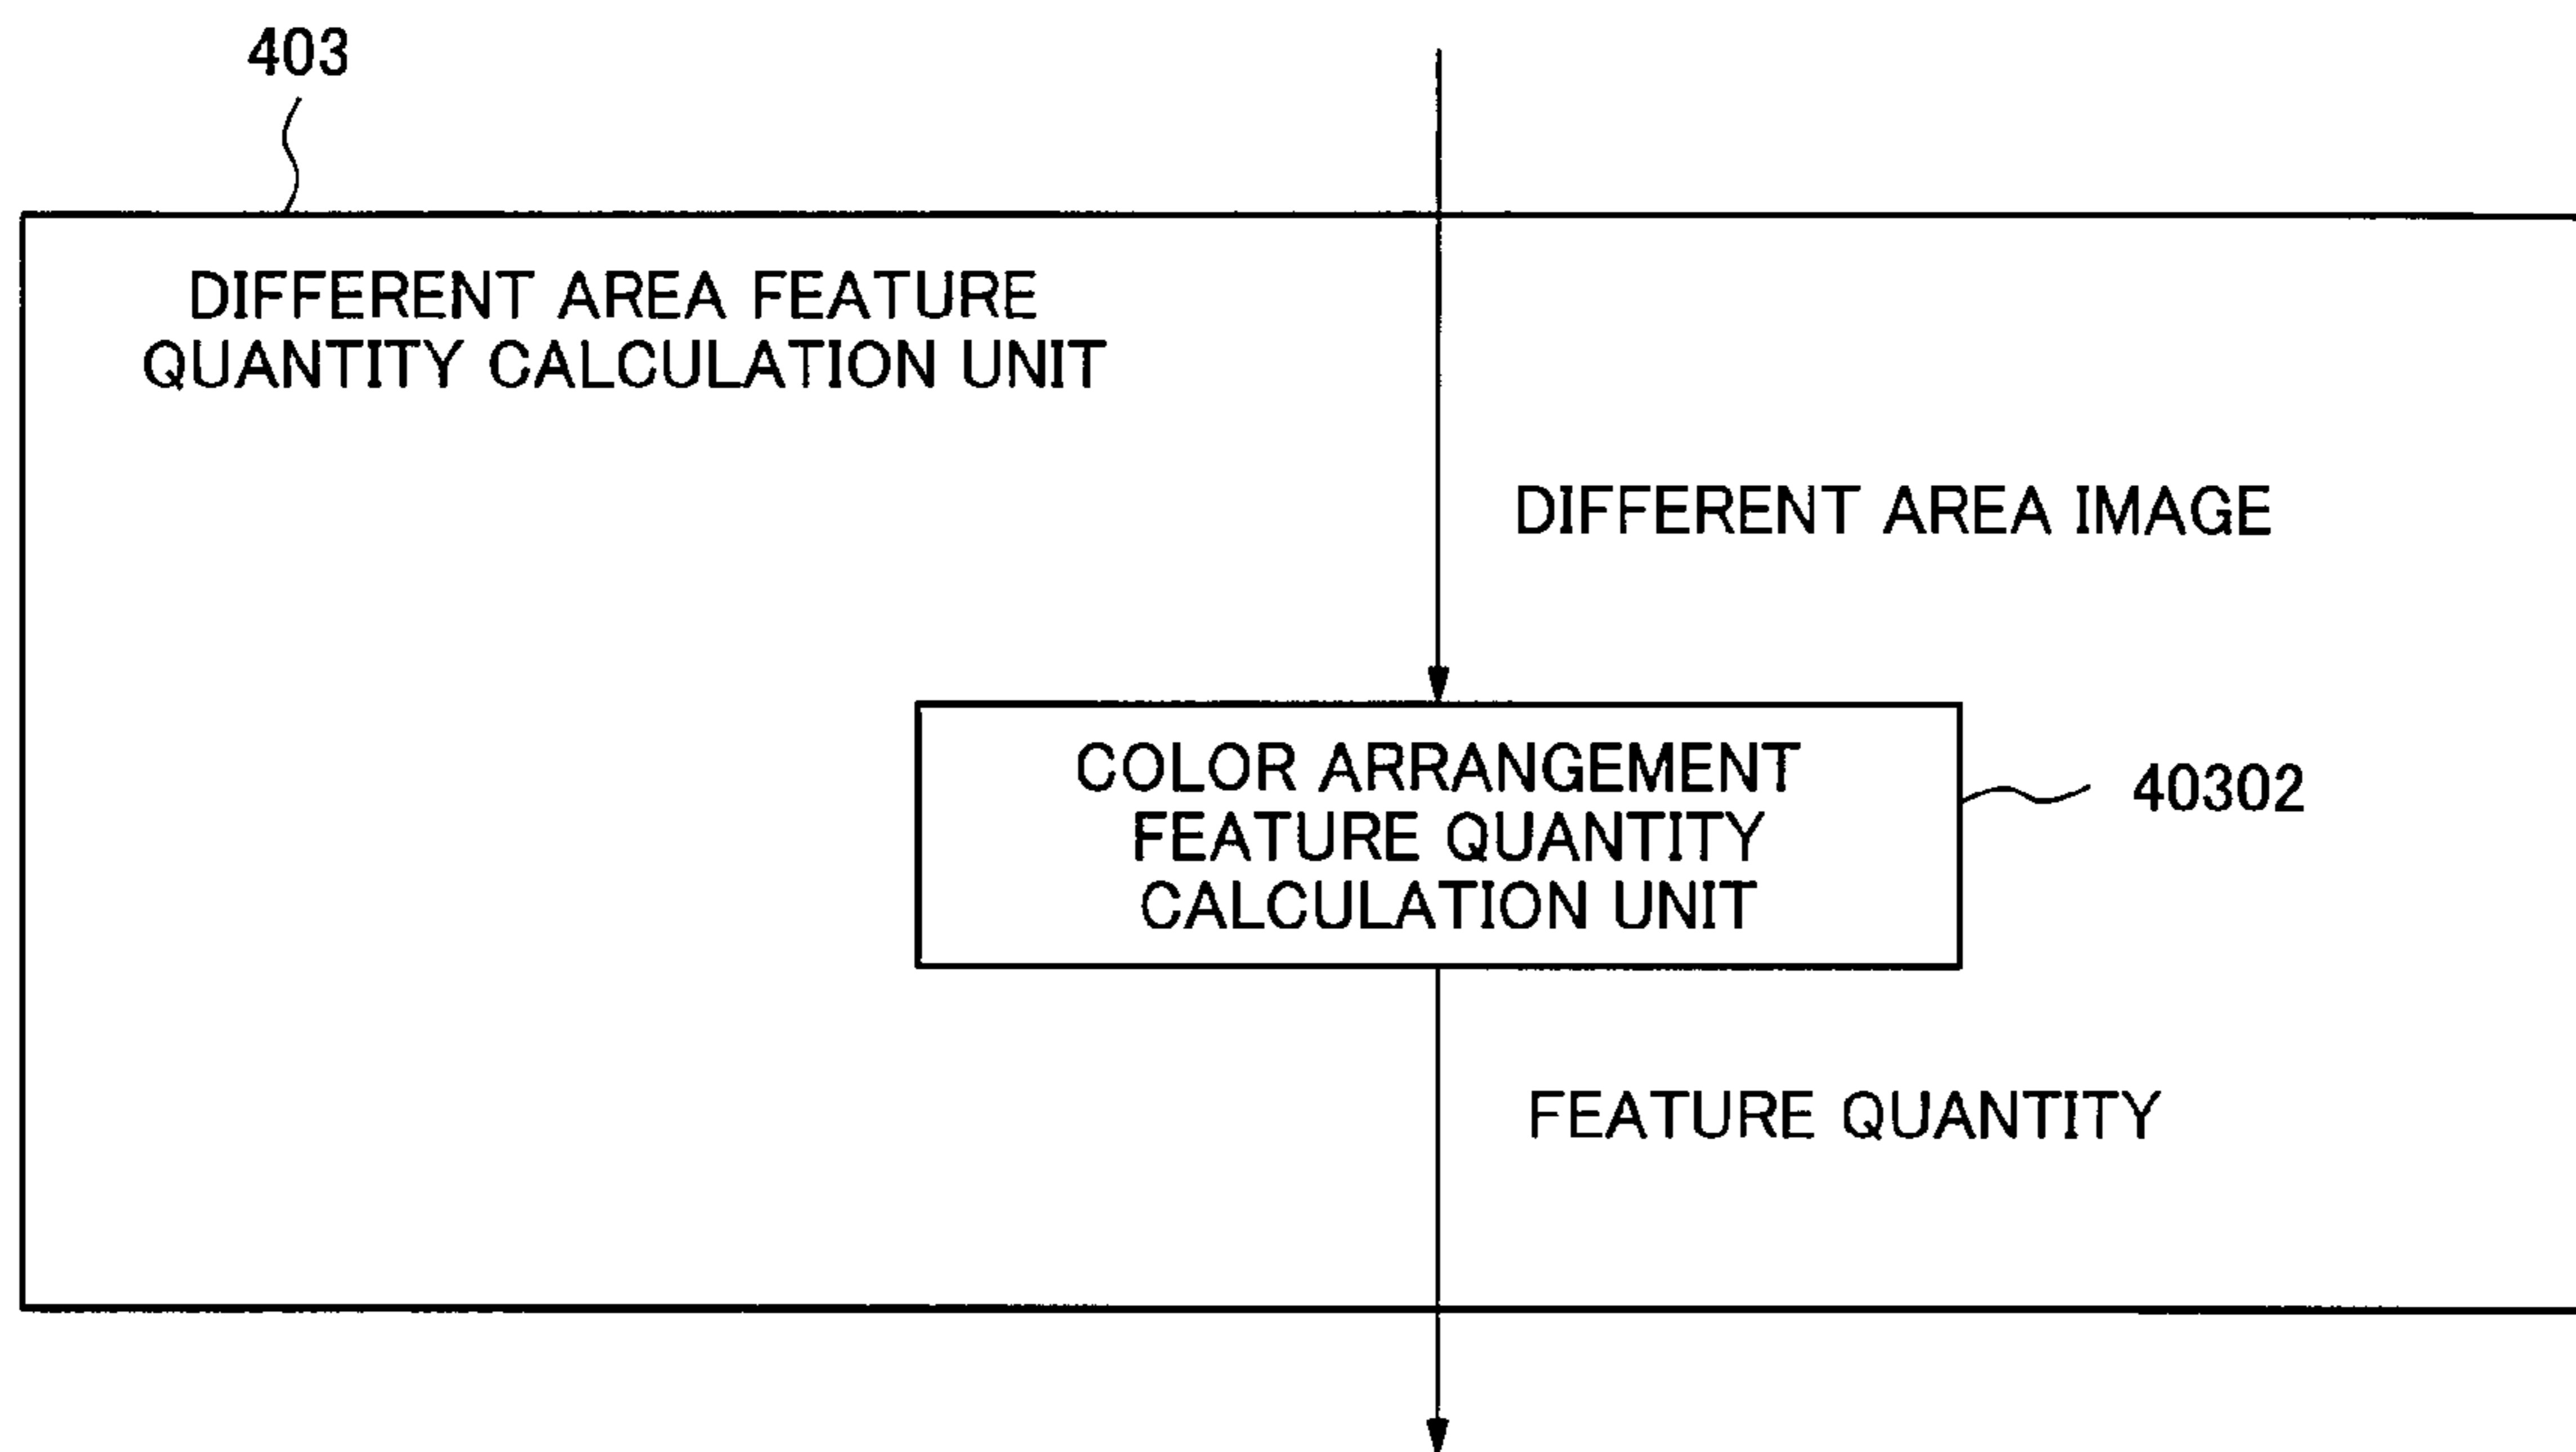 403
DIFFERENT AREA FEATURE
QUANTITY CALCULATION UNIT
DIFFERENT AREA IMAGE
COLOR ARRANGEMENT
FEATURE QUANTITY
CALCULATION UNIT
40302
FEATURE QUANTITY